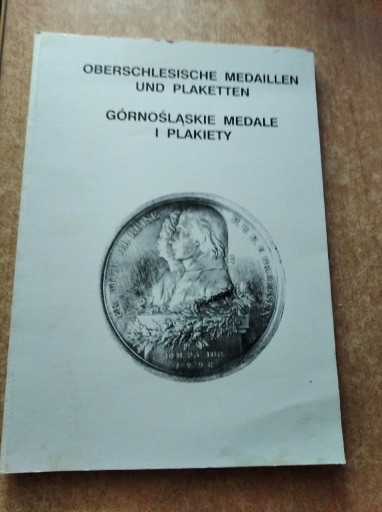 OBERSCHLESISCHE MEDAILLEN
UND PLAKETTEN
GÓRNOŚLĄSKIE MEDALE
I PLAKIETY